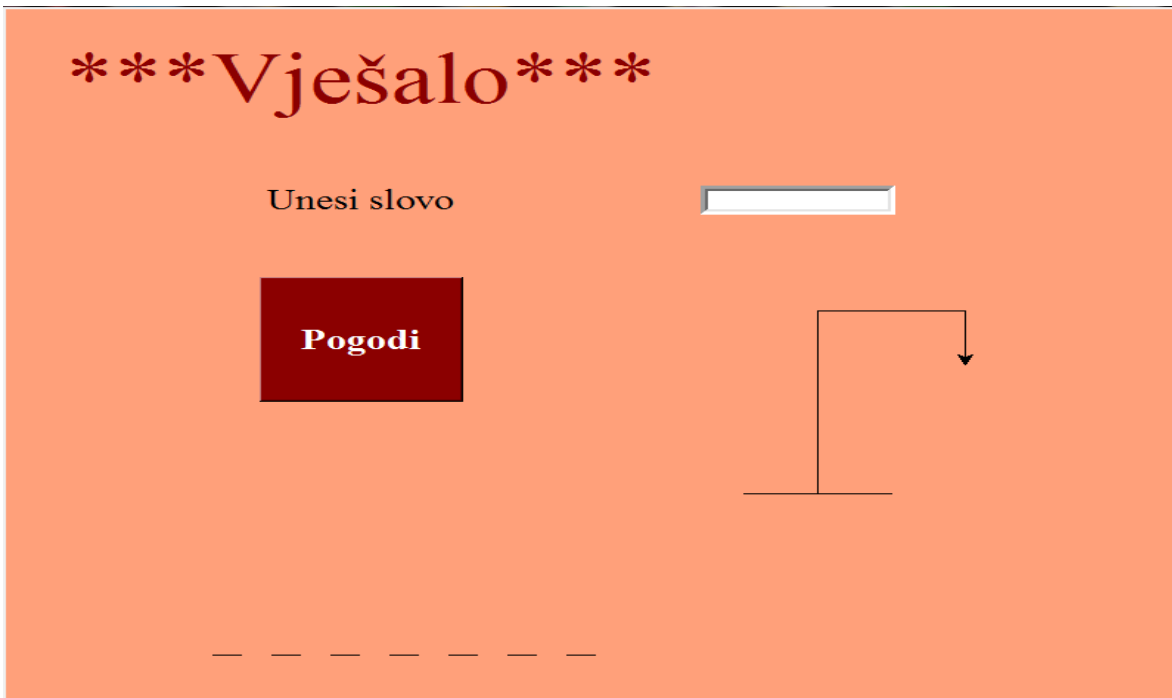 ***Vješalo***
Unesi slovo
Pogodi
_ _ _ _ _ _ _